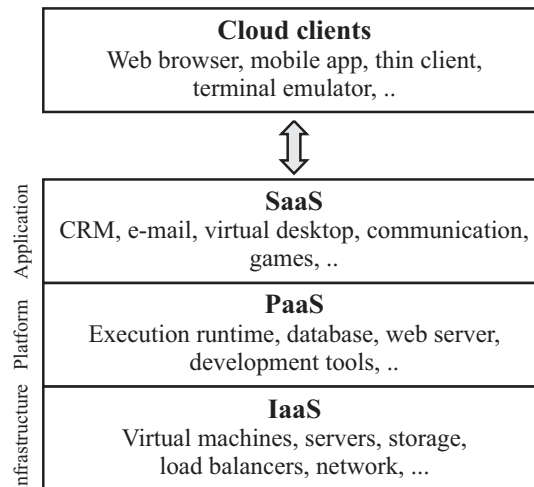 Cloud clients
Web browser, mobile app, thin client,
terminal emulator, ..
Application
SaaS
CRM, e-mail, virtual desktop, communication,
games, ..
Platform
PaaS
Execution runtime, database, web server,
development tools, ..
nfrastructure
IaaS
Virtual machines, servers, storage,
load balancers, network, ...